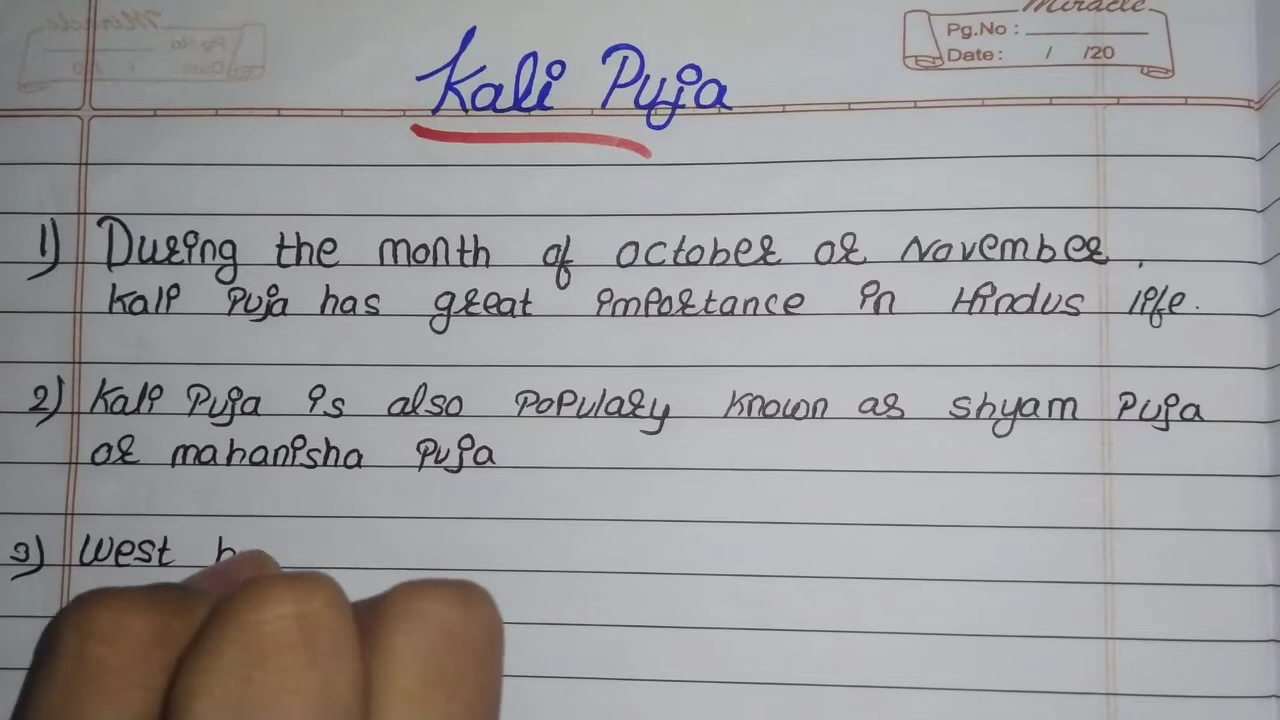 Miracle
Pg.No :
Date: / /20
Kali Puja
1) During the month of october or November,
Kali Puja has great importance in Hindus life.
2) Kali Puja is also Populary known as shyam Puja
or mahanisha Puja
3) West